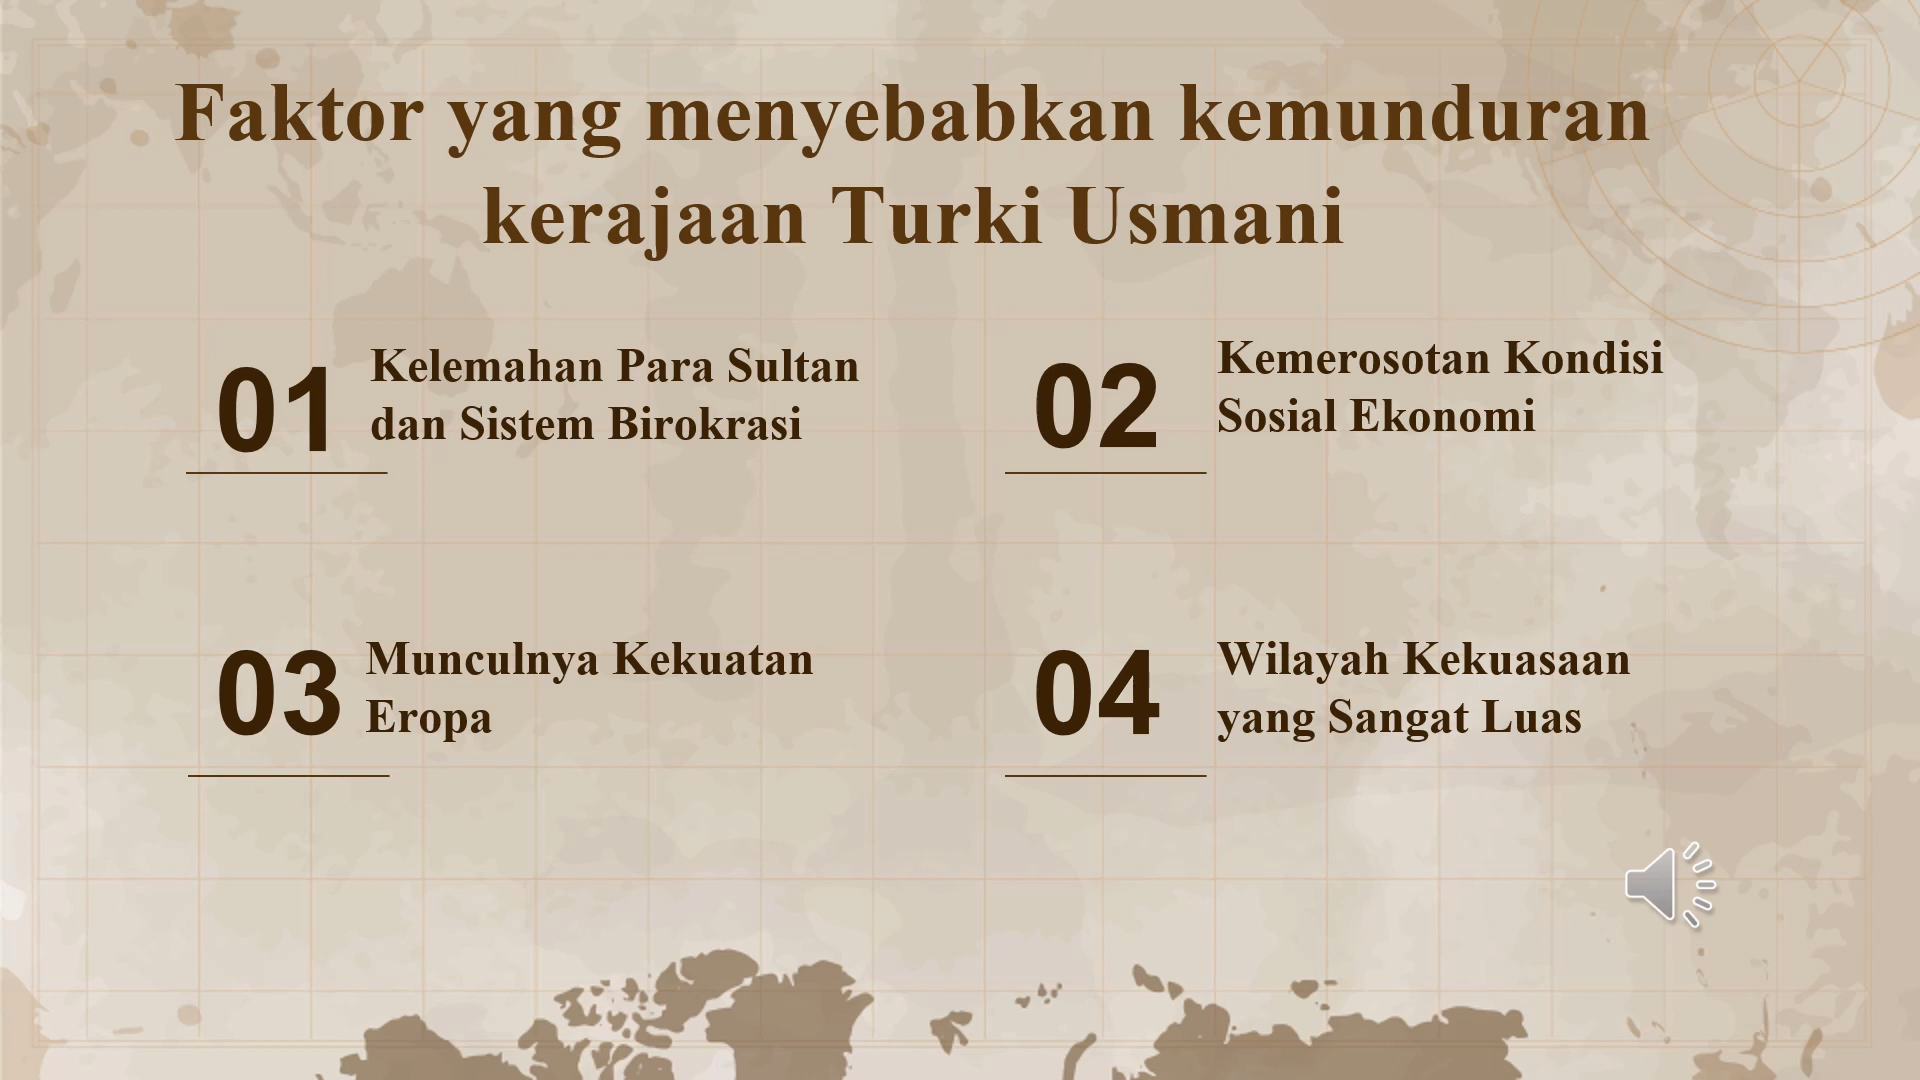 Faktor yang menyebabkan kemunduran
kerajaan Turki Usmani
01
Kelemahan Para Sultan
dan Sistem Birokrasi
02
Kemerosotan Kondisi
Sosial Ekonomi
03
Munculnya Kekuatan
Eropa
04
Wilayah Kekuasaan
yang Sangat Luas